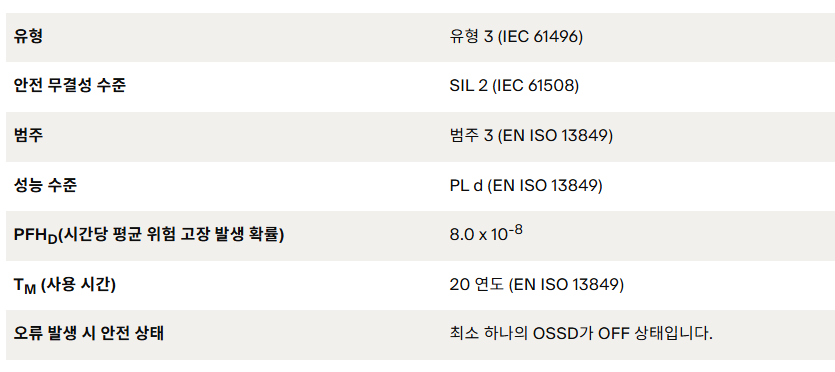 유형 유형 3 (IEC 61496)
안전 무결성 수준 SIL 2 (IEC 61508)
범주 범주 3 (EN ISO 13849)
성능 수준 PL d (EN ISO 13849)
PFHD(시간당 평균 위험 고장 발생 확률) 8.0 x 10-8
TM (사용 시간) 20 연도 (EN ISO 13849)
오류 발생 시 안전 상태 최소 하나의 OSSD가 OFF 상태입니다.